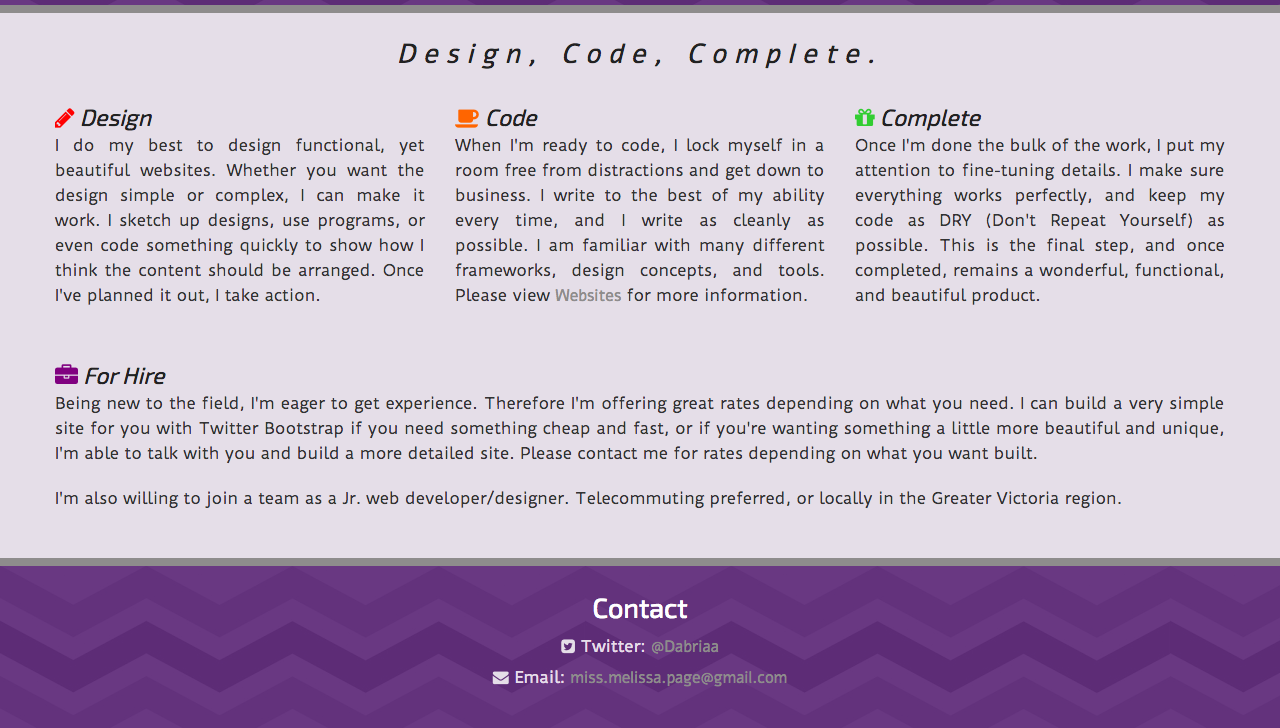 Design, Code, Complete.
Design
I do my best to design functional, yet
beautiful websites. Whether you want the
design simple or complex, I can make it
work. I sketch up designs, use programs, or
even code something quickly to show how I
think the content should be arranged. Once
I've planned it out, I take action.
Code
When I'm ready to code, I lock myself in a
room free from distractions and get down to
business. I write to the best of my ability
every time, and I write as cleanly as
possible. I am familiar with many different
frameworks, design concepts, and tools.
Please view Websites for more information.
Complete
Once I'm done the bulk of the work, I put my
attention to fine-tuning details. I make sure
everything works perfectly, and keep my
code as DRY (Don't Repeat Yourself) as
possible. This is the final step, and once
completed, remains a wonderful, functional,
and beautiful product.
For Hire
Being new to the field, I'm eager to get experience. Therefore I'm offering great rates depending on what you need. I can build a very simple
site for you with Twitter Bootstrap if you need something cheap and fast, or if you're wanting something a little more beautiful and unique,
I'm able to talk with you and build a more detailed site. Please contact me for rates depending on what you want built.
I'm also willing to join a team as a Jr. web developer/designer. Telecommuting preferred, or locally in the Greater Victoria region.
Contact
Twitter: @Dabriaa
Email: miss.melissa.page@gmail.com